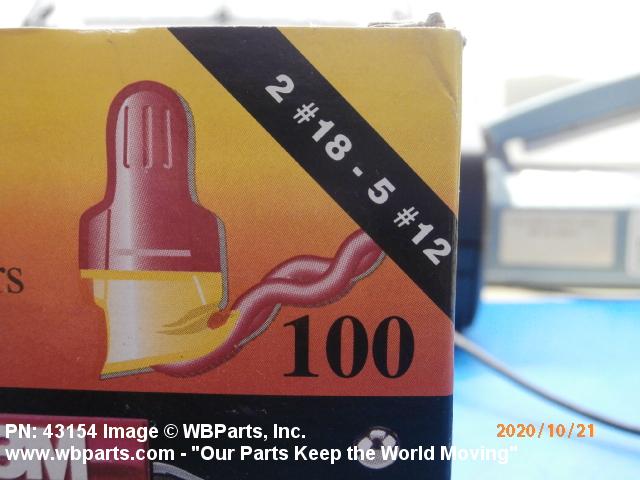 2 #18 - 5 #12
rs
100
PN: 43154 Image © WBParts, Inc.
2020/10/21
www.wbparts.com - "Our Parts Keep the World Moving"